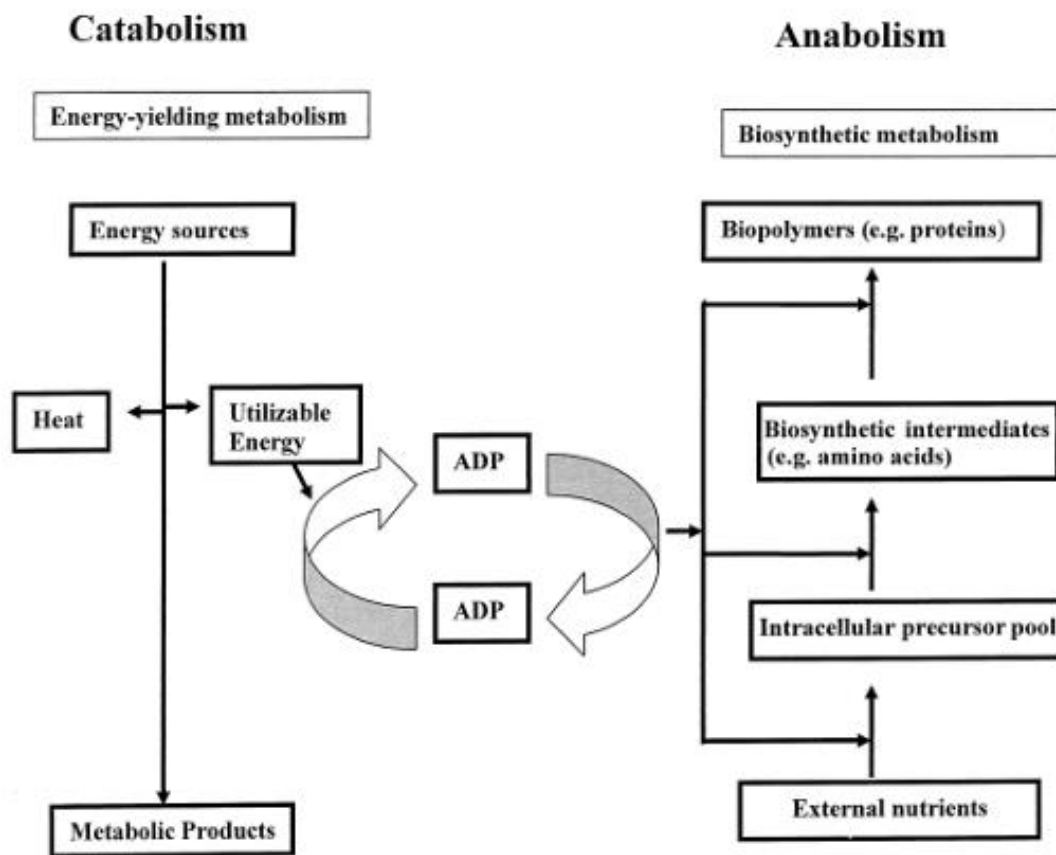 Catabolism
Anabolism
Energy-yielding metabolism
Biosynthetic metabolism
Energy sources
Biopolymers (e.g. proteins)
Heat
Utilizable
Energy
ADP
Biosynthetic intermediates
(e.g. amino acids)
ADP
Intracellular precursor pool
External nutrients
Metabolic Products